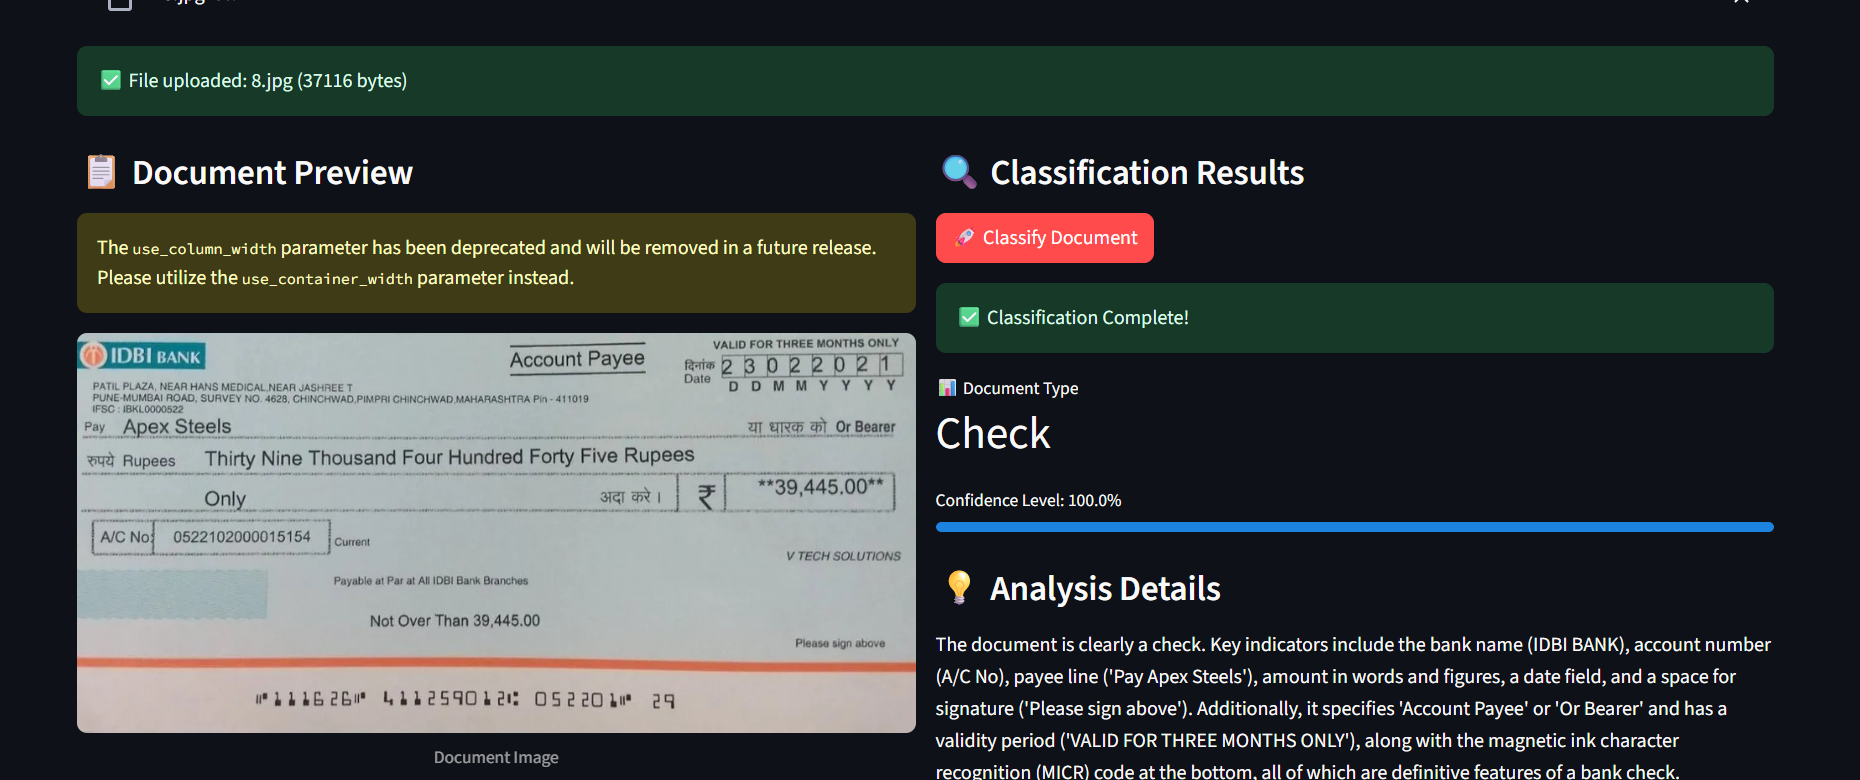 File uploaded: 8.jpg (37116 bytes)
Document Preview
The use_column_width parameter has been deprecated and will be removed in a future release.
Please utilize the use_container_width parameter instead.
IDBI BANK
Account Payee
VALID FOR THREE MONTHS ONLY
दिनांक
Date
2 3 0 2 2 0 2 1
D D M M Y Y Y Y
PATIL PLAZA, NEAR HANS MEDICAL,NEAR JASHREE T
PUNE-MUMBAI ROAD, SURVEY NO. 4628, CHINCHWAD,PIMPRI CHINCHWAD,MAHARASHTRA Pin - 411019
IFSC : IBKL0000522
Pay Apex Steels या धारक को Or Bearer
रुपये Rupees Thirty Nine Thousand Four Hundred Forty Five Rupees
Only अदा करे । ₹ **39,445.00**
A/C No: 0522102000015154 Current
V TECH SOLUTIONS
Payable at Par at All IDBI Bank Branches
Not Over Than 39,445.00
Please sign above
⑈111626⑈ 411259012⑆ 052201⑈ 29
Document Image
Classification Results
Classify Document
Classification Complete!
Document Type
Check
Confidence Level: 100.0%
Analysis Details
The document is clearly a check. Key indicators include the bank name (IDBI BANK), account number
(A/C No), payee line ('Pay Apex Steels'), amount in words and figures, a date field, and a space for
signature ('Please sign above'). Additionally, it specifies 'Account Payee' or 'Or Bearer' and has a
validity period ('VALID FOR THREE MONTHS ONLY'), along with the magnetic ink character
recognition (MICR) code at the bottom, all of which are definitive features of a bank check.